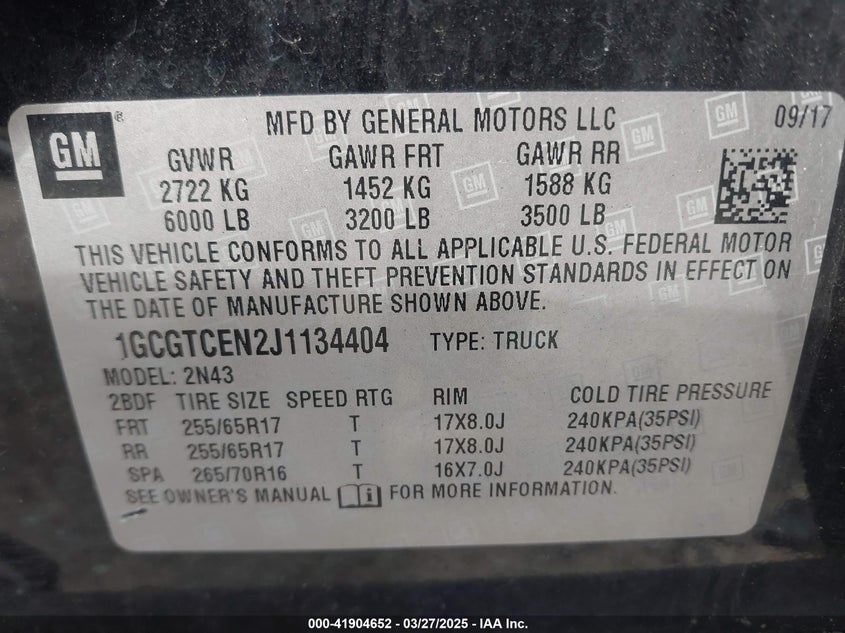 GM
®
MFD BY GENERAL MOTORS LLC
09/17
GVWR GAWR FRT GAWR RR
2722 KG 1452 KG 1588 KG
6000 LB 3200 LB 3500 LB
THIS VEHICLE CONFORMS TO ALL APPLICABLE U.S. FEDERAL MOTOR
VEHICLE SAFETY AND THEFT PREVENTION STANDARDS IN EFFECT ON
THE DATE OF MANUFACTURE SHOWN ABOVE.
1GCGTCEN2J1134404 TYPE: TRUCK
MODEL: 2N43
2BDF TIRE SIZE SPEED RTG RIM COLD TIRE PRESSURE
FRT 255/65R17 T 17X8.0J 240KPA(35PSI)
RR 255/65R17 T 17X8.0J 240KPA(35PSI)
SPA 265/70R16 T 16X7.0J 240KPA(35PSI)
SEE OWNER'S MANUAL i FOR MORE INFORMATION.
000-41904652 | 03/27/2025 - IAA Inc.